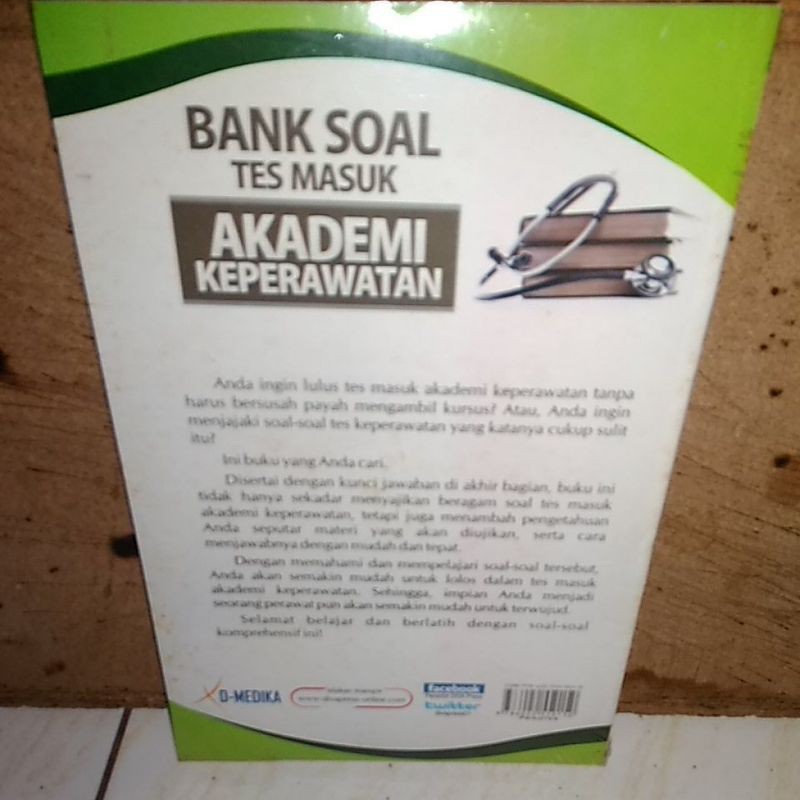 BANK SOAL
TES MASUK
AKADEMI
KEPERAWATAN
Anda ingin lulus tes masuk akademi keperawatan tanpa
harus bersusah payah mengambil kursus? Atau, Anda ingin
menjajaki soal-soal tes keperawatan yang katanya cukup sulit
itu?
Ini buku yang Anda cari.
Disertai dengan kunci jawaban di akhir bagian, buku ini
tidak hanya sekadar menyajikan beragam soal tes masuk
akademi keperawatan, tetapi juga menambah pengetahuan
Anda seputar materi yang akan diujikan, serta cara
menjawabnya dengan mudah dan tepat.
Dengan memahami dan mempelajari soal-soal tersebut,
Anda akan semakin mudah untuk lolos dalam tes masuk
akademi keperawatan. Sehingga, impian Anda menjadi
seorang perawat pun akan semakin mudah untuk terwujud.
Selamat belajar dan berlatih dengan soal-soal
komprehensif ini!
D-MEDIKA
www.divapress-online.com
facebook
twitter